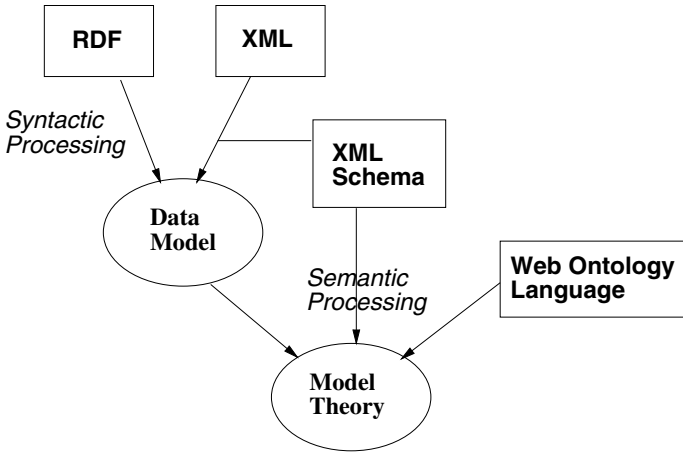 RDF
XML
Syntactic
Processing
XML
Schema
Data
Model
Semantic
Processing
Web Ontology
Language
Model
Theory